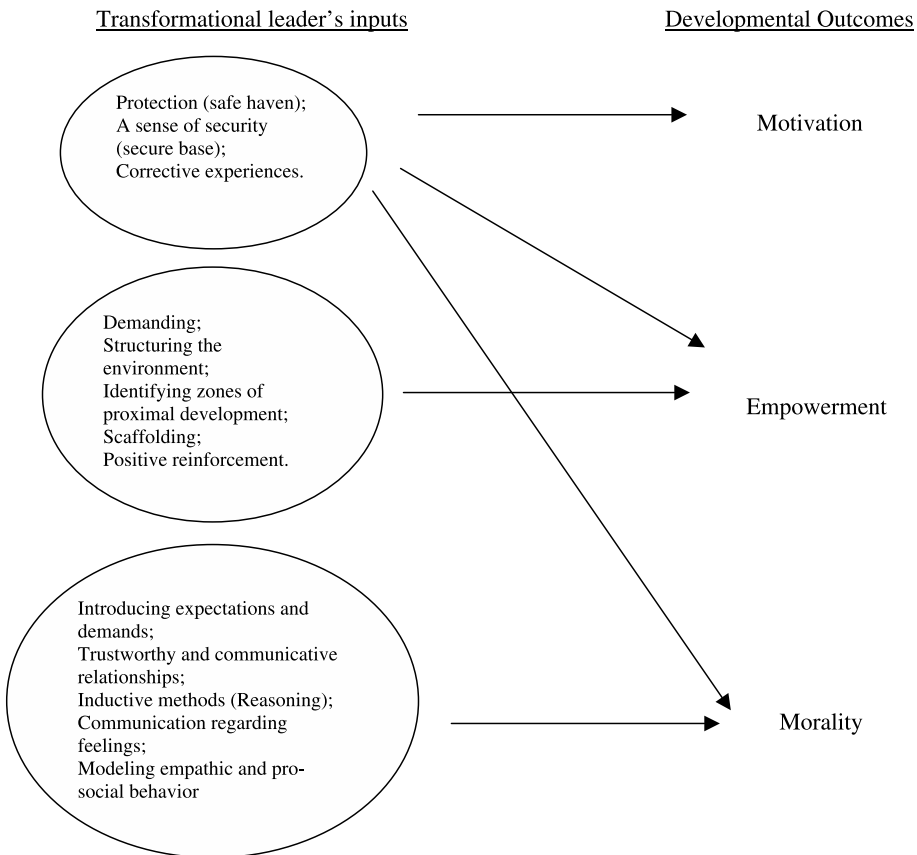 Transformational leader's inputs
Developmental Outcomes
Protection (safe haven);
A sense of security
(secure base);
Corrective experiences.
Motivation
Demanding;
Structuring the
environment;
Identifying zones of
proximal development;
Scaffolding;
Positive reinforcement.
Empowerment
Introducing expectations and
demands;
Trustworthy and communicative
relationships;
Inductive methods (Reasoning);
Communication regarding
feelings;
Modeling empathic and pro-
social behavior
Morality